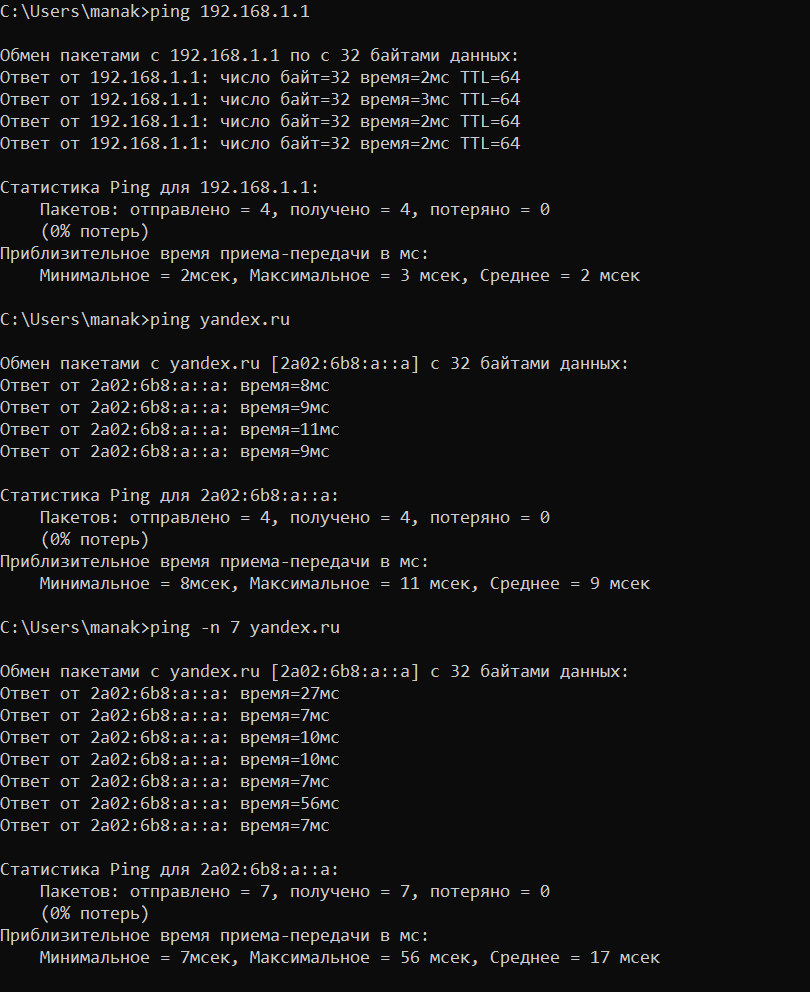 C:\Users\manak>ping 192.168.1.1
Обмен пакетами с 192.168.1.1 по с 32 байтами данных:
Ответ от 192.168.1.1: число байт=32 время=2мс TTL=64
Ответ от 192.168.1.1: число байт=32 время=3мс TTL=64
Ответ от 192.168.1.1: число байт=32 время=2мс TTL=64
Ответ от 192.168.1.1: число байт=32 время=2мс TTL=64
Статистика Ping для 192.168.1.1:
Пакетов: отправлено = 4, получено = 4, потеряно = 0
(0% потерь)
Приблизительное время приема-передачи в мс:
Минимальное = 2мсек, Максимальное = 3 мсек, Среднее = 2 мсек
C:\Users\manak>ping yandex.ru
Обмен пакетами с yandex.ru [2a02:6b8:a::a] с 32 байтами данных:
Ответ от 2a02:6b8:a::a: время=8мс
Ответ от 2a02:6b8:a::a: время=9мс
Ответ от 2a02:6b8:a::a: время=11мс
Ответ от 2a02:6b8:a::a: время=9мс
Статистика Ping для 2a02:6b8:a::a:
Пакетов: отправлено = 4, получено = 4, потеряно = 0
(0% потерь)
Приблизительное время приема-передачи в мс:
Минимальное = 8мсек, Максимальное = 11 мсек, Среднее = 9 мсек
C:\Users\manak>ping -n 7 yandex.ru
Обмен пакетами с yandex.ru [2a02:6b8:a::a] с 32 байтами данных:
Ответ от 2a02:6b8:a::a: время=27мс
Ответ от 2a02:6b8:a::a: время=7мс
Ответ от 2a02:6b8:a::a: время=10мс
Ответ от 2a02:6b8:a::a: время=10мс
Ответ от 2a02:6b8:a::a: время=7мс
Ответ от 2a02:6b8:a::a: время=56мс
Ответ от 2a02:6b8:a::a: время=7мс
Статистика Ping для 2a02:6b8:a::a:
Пакетов: отправлено = 7, получено = 7, потеряно = 0
(0% потерь)
Приблизительное время приема-передачи в мс:
Минимальное = 7мсек, Максимальное = 56 мсек, Среднее = 17 мсек